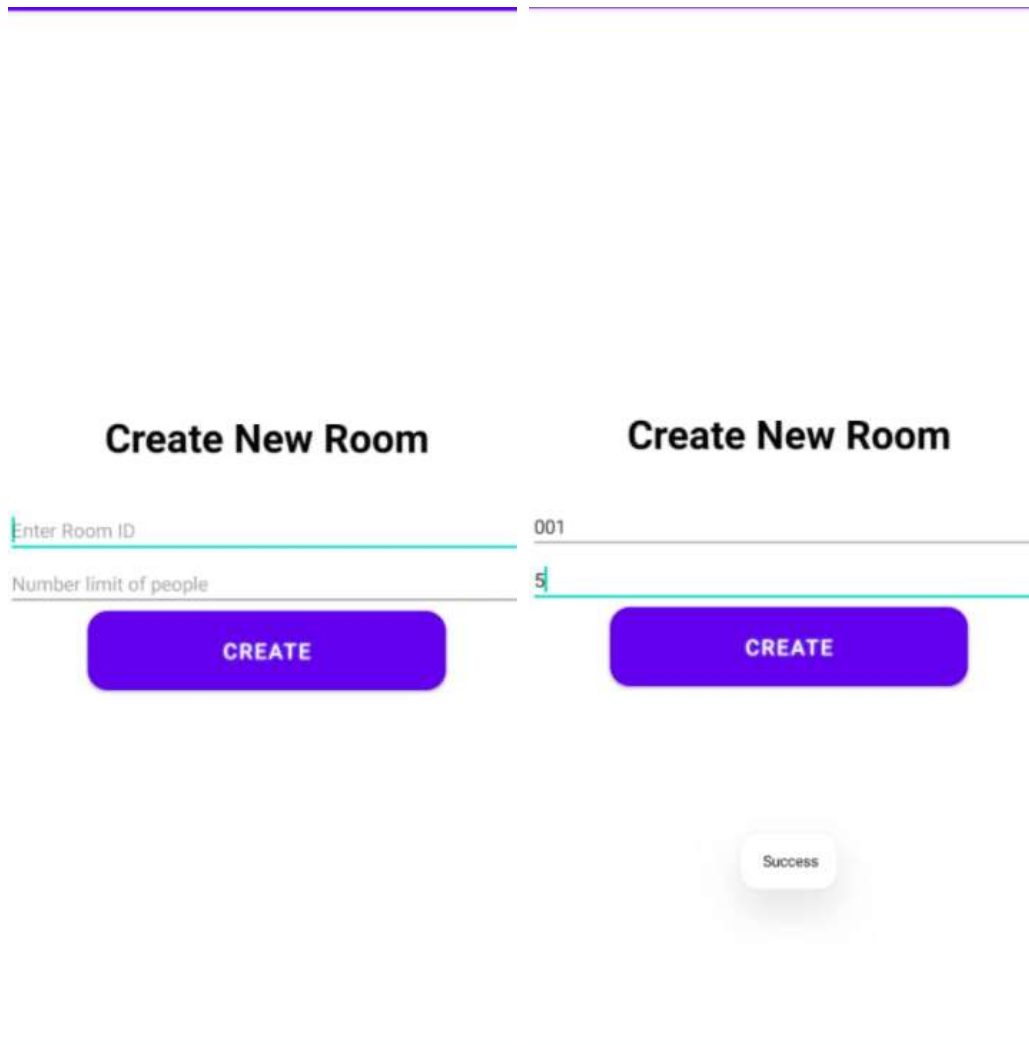 Create New Room
Enter Room ID
Number limit of people
CREATE
Create New Room
001
5
CREATE
Success